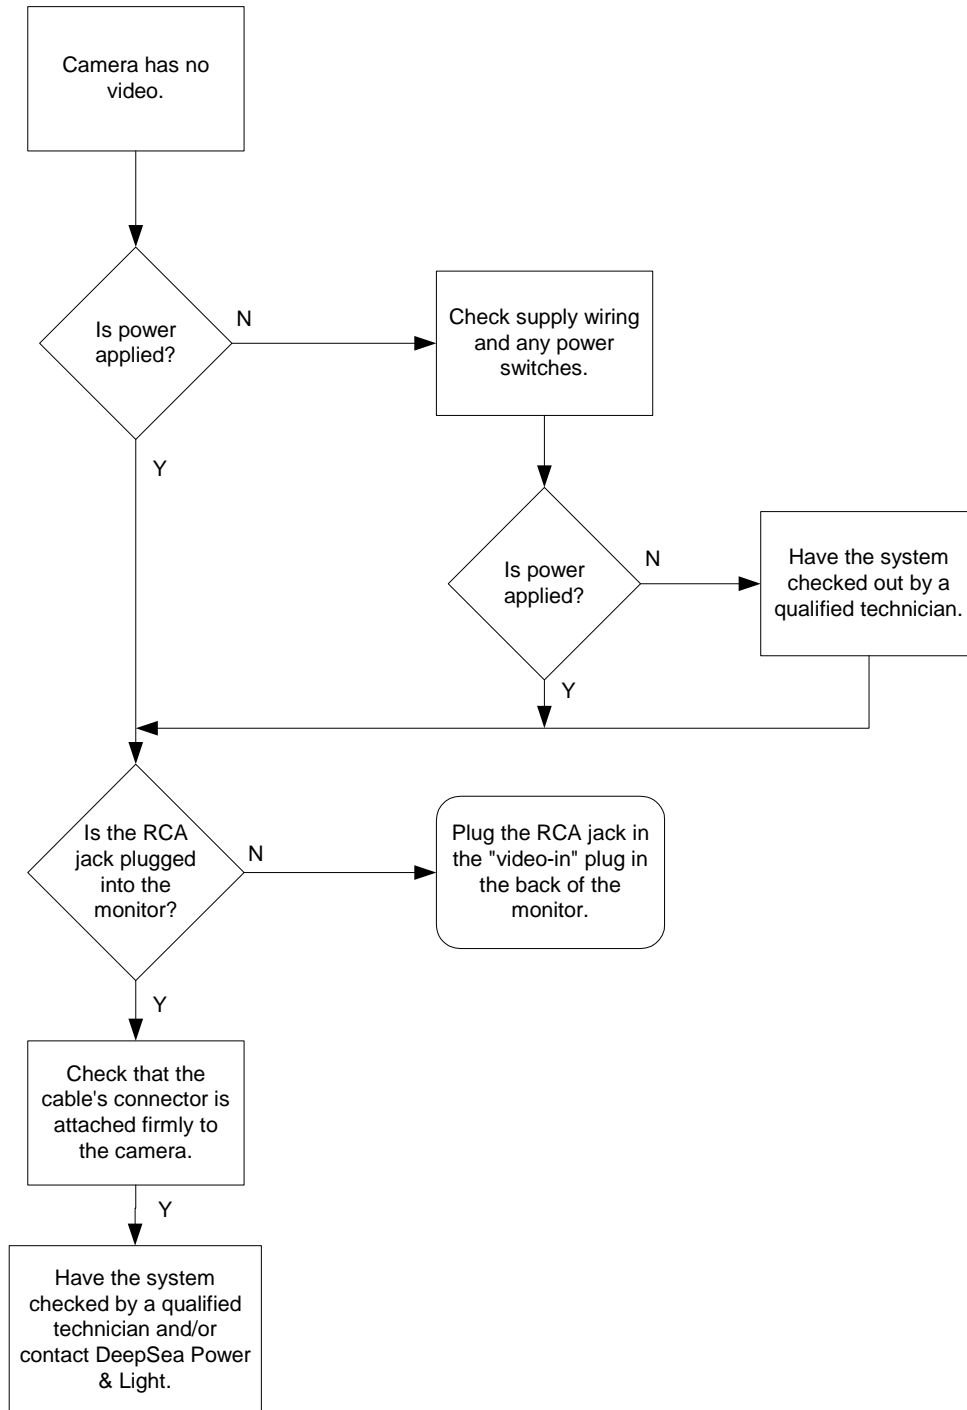 Camera has no
video.
Is power
applied?
N
Check supply wiring
and any power
switches.
Y
Is power
applied?
N
Have the system
checked out by a
qualified technician.
Y
Is the RCA
jack plugged
into the
monitor?
N
Plug the RCA jack in
the "video-in" plug in
the back of the
monitor.
Y
Check that the
cable's connector is
attached firmly to
the camera.
Y
Have the system
checked by a qualified
technician and/or
contact DeepSea Power
& Light.